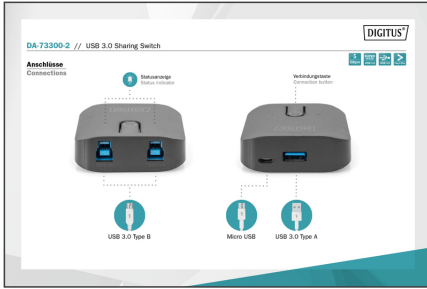 DIGITUS®
DA-73300-2 // USB 3.0 Sharing Switch
Anschlüsse
Connections
Statusanzeige
Status indicator
Verbindungstaste
Connection button
USB 3.0 Type B
Micro USB
USB 3.0 Type A